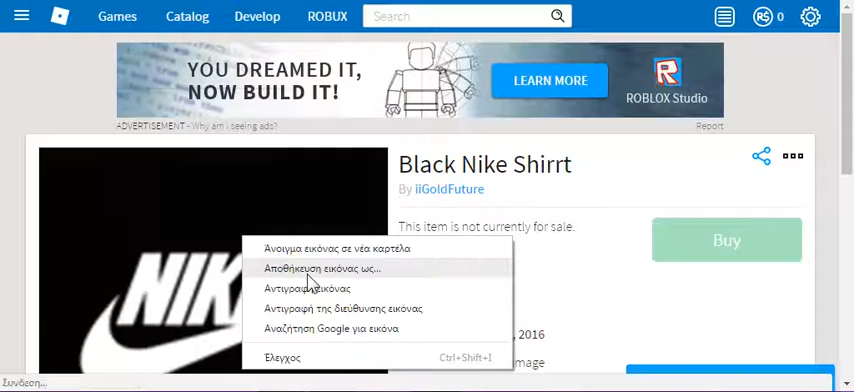 Games Catalog Develop ROBUX Search R$ 0
YOU DREAMED IT,
NOW BUILD IT!
LEARN MORE
ROBLOX Studio
ADVERTISEMENT - Why am i seeing ads?
Report
Black Nike Shirrt
By iiGoldFuture
This item is not currently for sale.
Buy
Άνοιγμα εικόνας σε νέα καρτέλα
Αποθήκευση εικόνας ως...
Αντιγραφή εικόνας
Αντιγραφή της διεύθυνσης εικόνας
Αναζήτηση Google για εικόνα
Έλεγχος Ctrl+Shift+I
, 2016
mage
Σύνδεση...